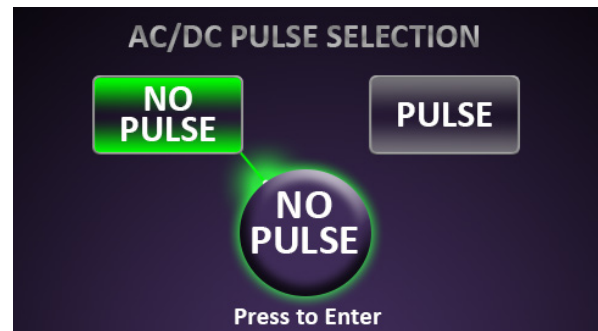 AC/DC PULSE SELECTION
NO
PULSE
PULSE
NO
PULSE
Press to Enter